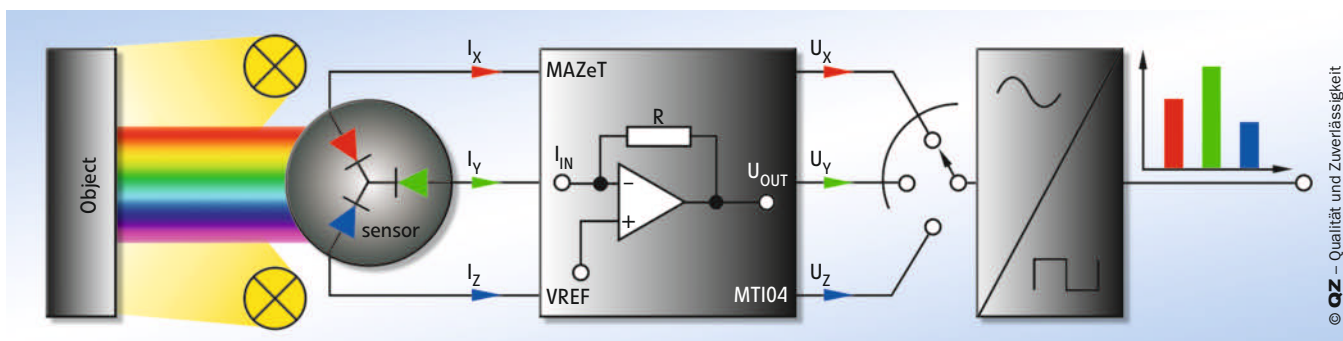 Object
sensor
I_X
I_Y
I_Z
MAZeT
R
I_IN
−
+
U_OUT
VREF
MTI04
U_X
U_Y
U_Z
© QZ – Qualität und Zuverlässigkeit